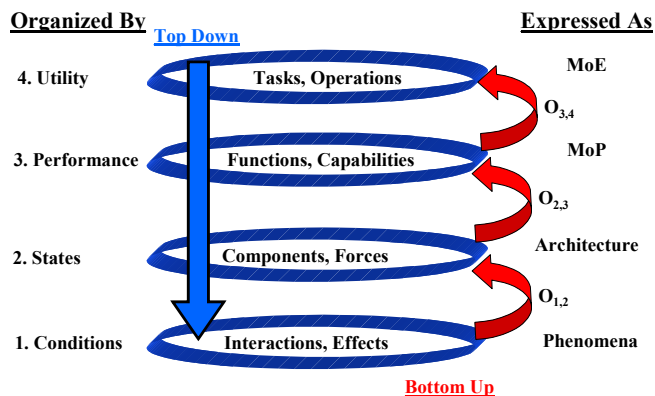 Organized By
Expressed As
Top Down
4. Utility
Tasks, Operations
MoE
O3,4
3. Performance
Functions, Capabilities
MoP
O2,3
2. States
Components, Forces
Architecture
O1,2
1. Conditions
Interactions, Effects
Phenomena
Bottom Up